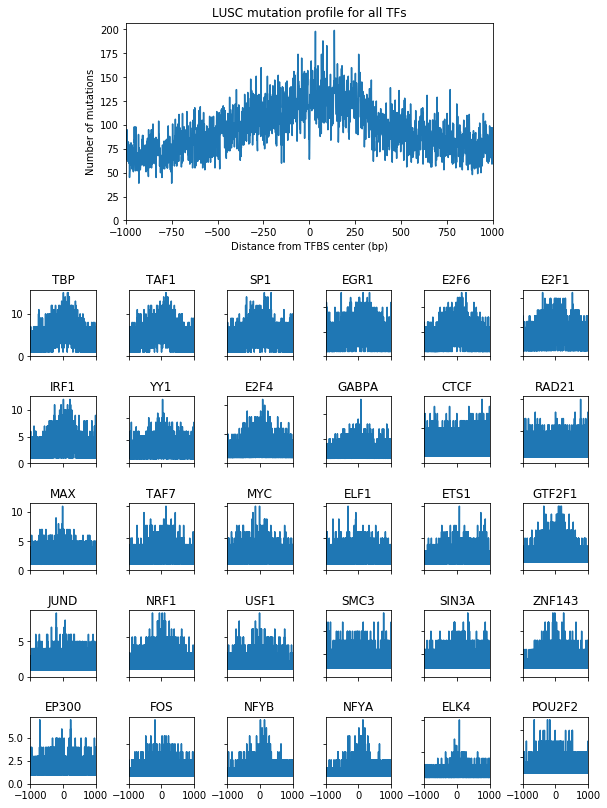 LUSC mutation profile for all TFs
200
175
150
125
100
75
50
25
0
Number of mutations
−1000 −750 −500 −250 0 250 500 750 1000
Distance from TFBS center (bp)
TBP TAF1 SP1 EGR1 E2F6 E2F1
10
0
IRF1 YY1 E2F4 GABPA CTCF RAD21
10
5
0
MAX TAF7 MYC ELF1 ETS1 GTF2F1
10
5
0
JUND NRF1 USF1 SMC3 SIN3A ZNF143
5
0
EP300 FOS NFYB NFYA ELK4 POU2F2
5.0
2.5
0.0
−1000 0 1000 −1000 0 1000 −1000 0 1000 −1000 0 1000 −1000 0 1000 −1000 0 1000